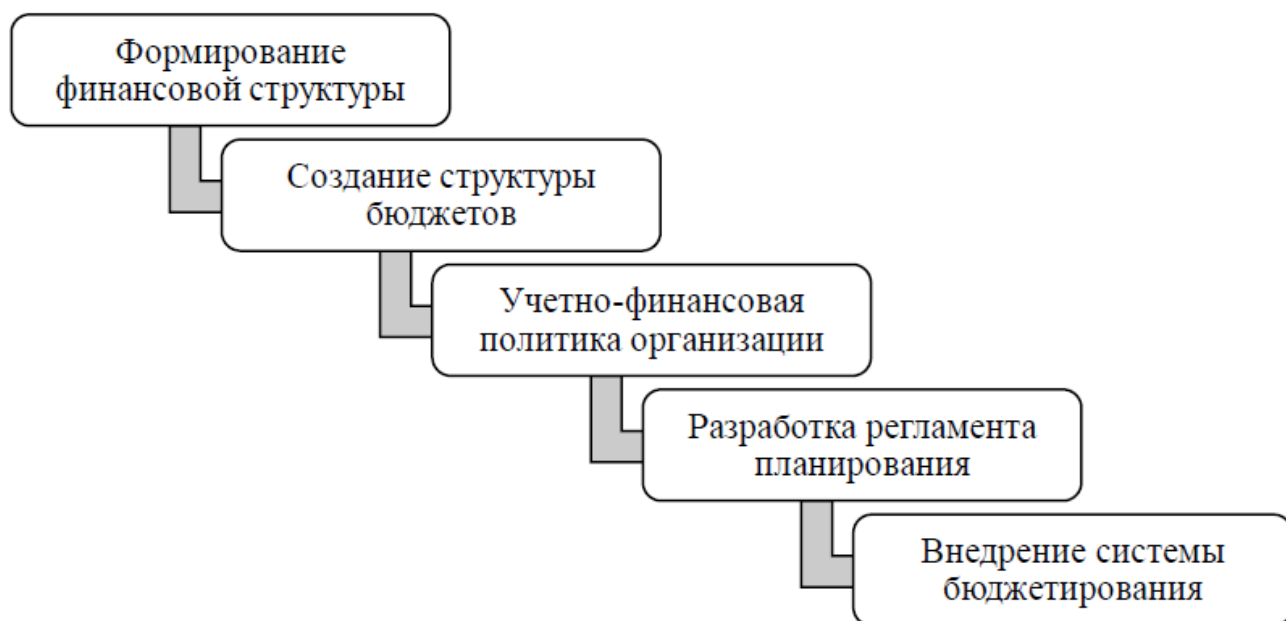 Формирование
финансовой структуры
Создание структуры
бюджетов
Учетно-финансовая
политика организации
Разработка регламента
планирования
Внедрение системы
бюджетирования